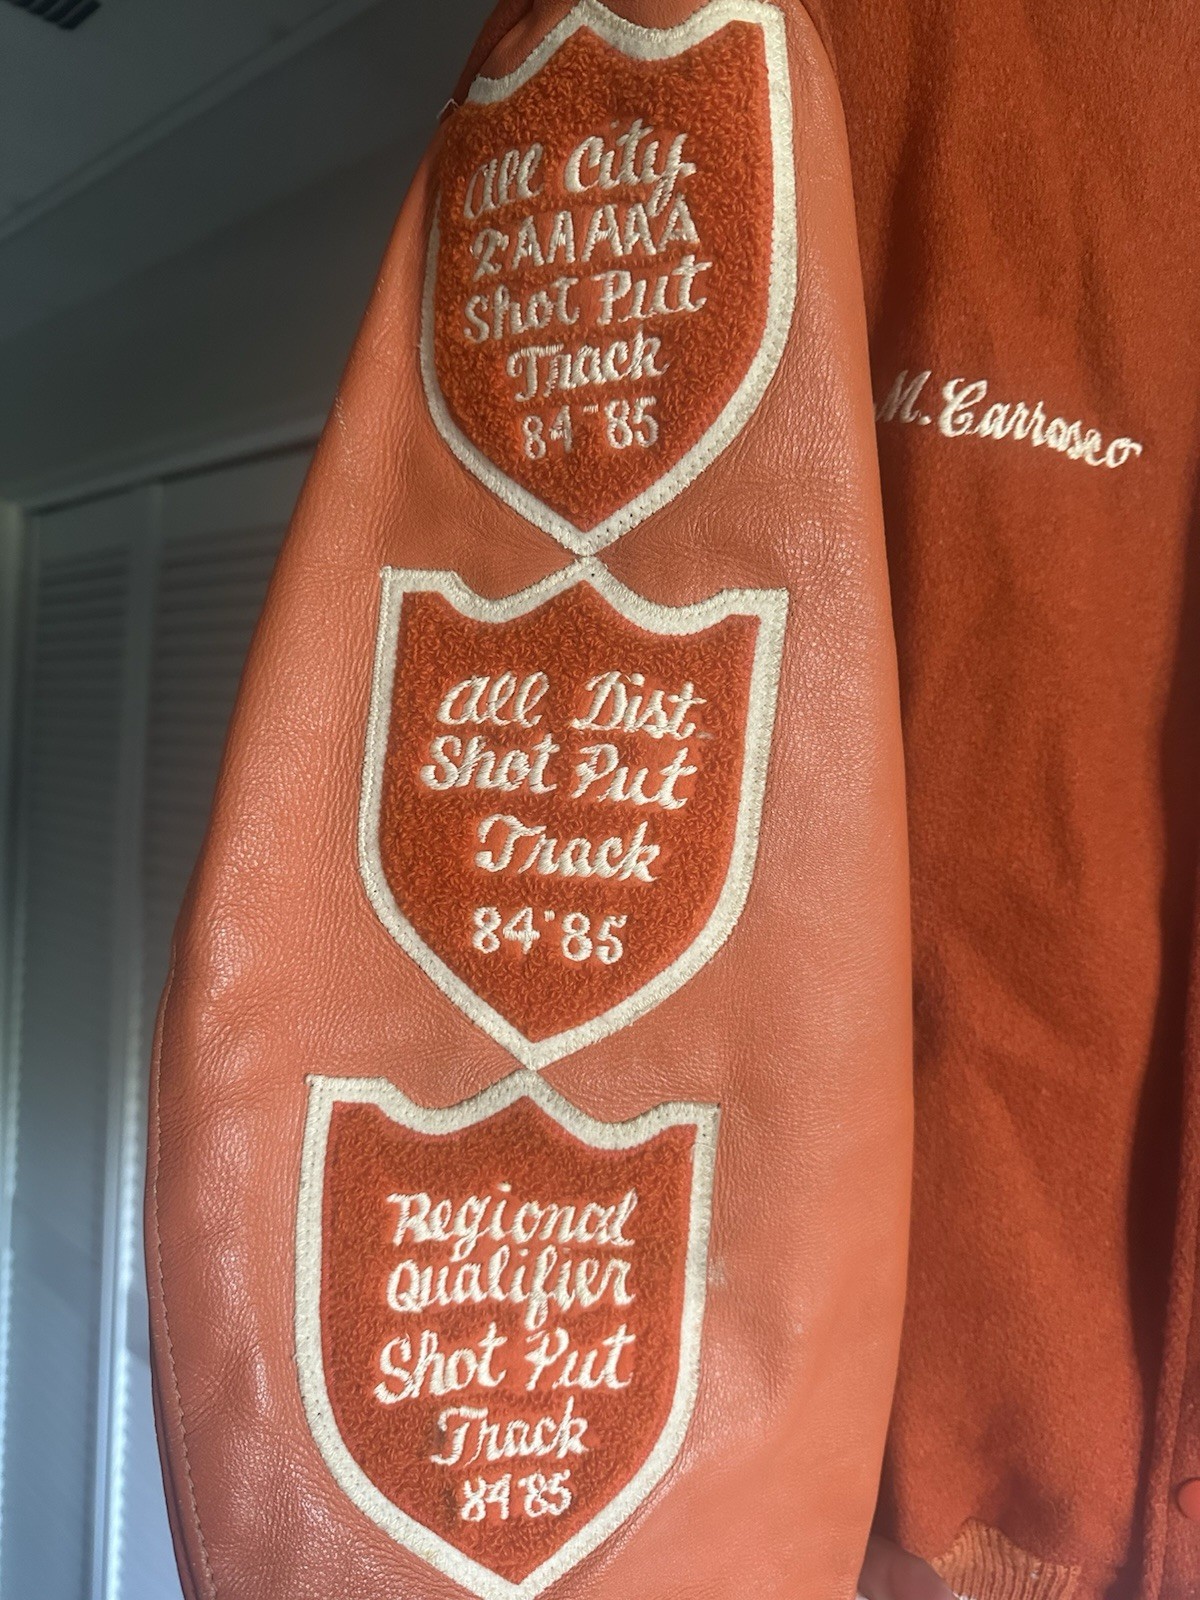 All City
2AAAAA
Shot Put
Track
84-85
M. Carrasco
All Dist.
Shot Put
Track
84-85
Regional
Qualifier
Shot Put
Track
84-85